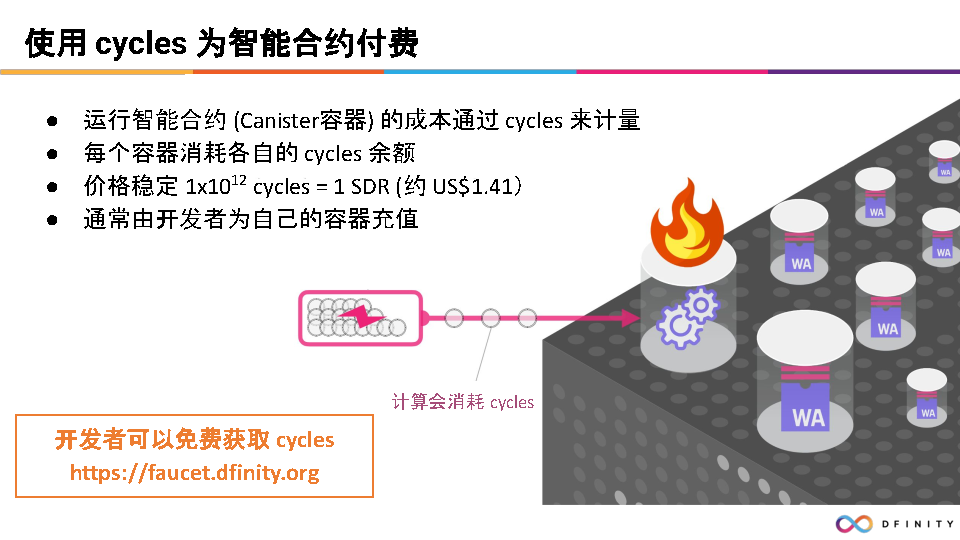 使用 cycles 为智能合约付费
● 运行智能合约 (Canister容器) 的成本通过 cycles 来计量
● 每个容器消耗各自的 cycles 余额
● 价格稳定 1x10¹² cycles = 1 SDR (约 US$1.41）
● 通常由开发者为自己的容器充值
WA
WA
WA
WA
WA
WA
WA
计算会消耗 cycles
开发者可以免费获取 cycles
https://faucet.dfinity.org
DFINITY